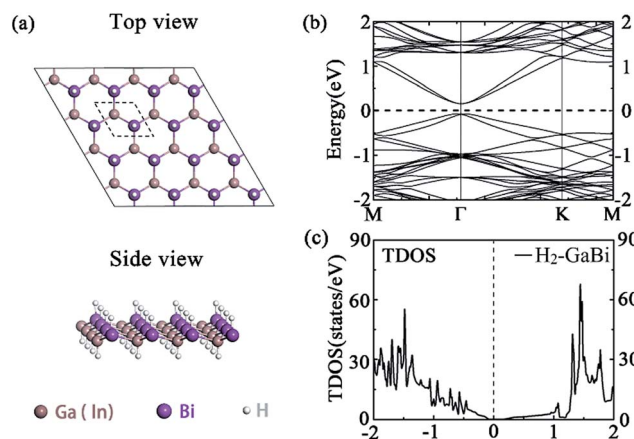 (a)
Top view
Side view
Ga ( In)
Bi
H
(b)
Energy(eV)
2
1
0
-1
-2
2
1
0
-1
-2
M
Γ
K
M
(c)
TDOS
H2-GaBi
TDOS(states/eV)
90
60
30
0
90
60
30
0
-2
-1
0
1
2